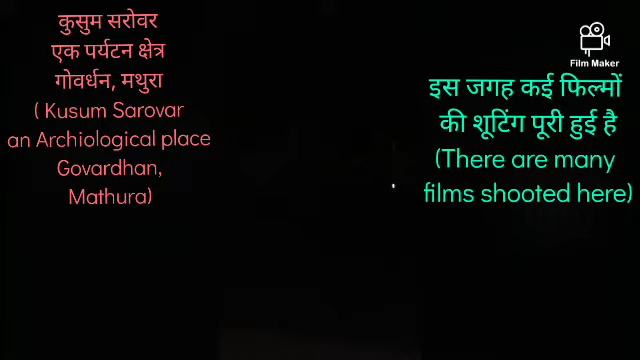 कुसुम सरोवर
एक पर्यटन क्षेत्र
गोवर्धन, मथुरा
( Kusum Sarovar
an Archiological place
Govardhan,
Mathura)
Film Maker
इस जगह कई फिल्मों
की शूटिंग पूरी हुई है
(There are many
films shooted here)